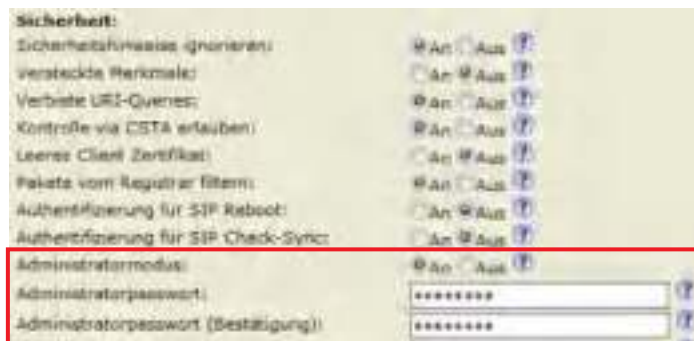 Sicherheit:
Sicherheitshinweise ignorieren: An Aus ?
Versteckte Merkmale: An Aus ?
Verbiete URI-Queries: An Aus ?
Kontrolle via CSTA erlauben: An Aus ?
Leeres Client Zertifikat: An Aus ?
Pakete vom Registrar filtern: An Aus ?
Authentifizierung für SIP Reboot: An Aus ?
Authentifizierung für SIP Check-Sync: An Aus ?
Administratormodus: An Aus ?
Administratorpasswort: ******** ?
Administratorpasswort (Bestätigung): ******** ?